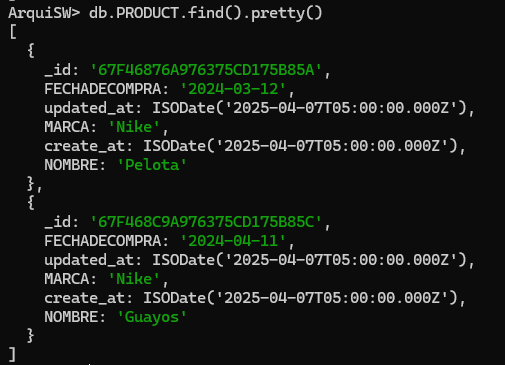 ArquiSW> db.PRODUCT.find().pretty()
[
  {
    _id: '67F46876A976375CD175B85A',
    FECHADECOMPRA: '2024-03-12',
    updated_at: ISODate('2025-04-07T05:00:00.000Z'),
    MARCA: 'Nike',
    create_at: ISODate('2025-04-07T05:00:00.000Z'),
    NOMBRE: 'Pelota'
  },
  {
    _id: '67F468C9A976375CD175B85C',
    FECHADECOMPRA: '2024-04-11',
    updated_at: ISODate('2025-04-07T05:00:00.000Z'),
    MARCA: 'Nike',
    create_at: ISODate('2025-04-07T05:00:00.000Z'),
    NOMBRE: 'Guayos'
  }
]